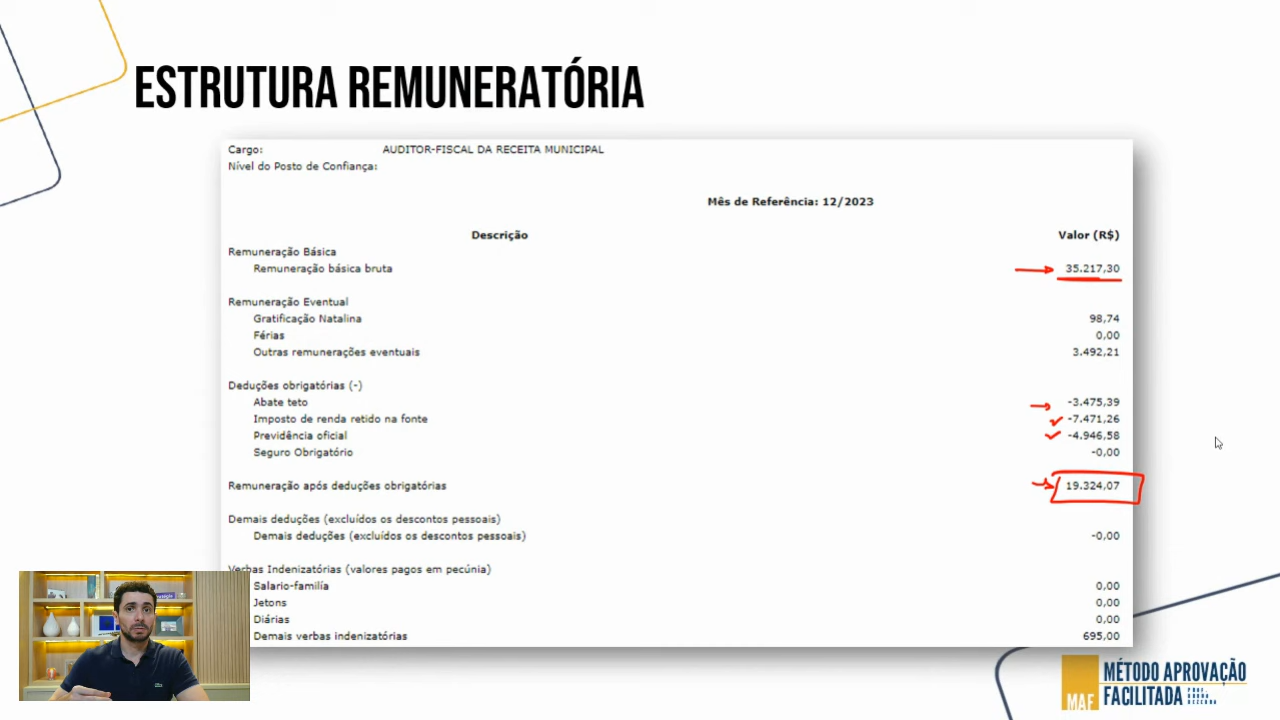 ESTRUTURA REMUNERATÓRIA
Cargo: AUDITOR-FISCAL DA RECEITA MUNICIPAL
Nível do Posto de Confiança:
Mês de Referência: 12/2023
Descrição Valor (R$)
Remuneração Básica
Remuneração básica bruta 35.217,30
Remuneração Eventual
Gratificação Natalina 98,74
Férias 0,00
Outras remunerações eventuais 3.492,21
Deduções obrigatórias (-)
Abate teto -3.475,39
Imposto de renda retido na fonte -7.471,26
Previdência oficial -4.946,58
Seguro Obrigatório -0,00
Remuneração após deduções obrigatórias 19.324,07
Demais deduções (excluídos os descontos pessoais)
Demais deduções (excluídos os descontos pessoais) -0,00
Verbas Indenizatórias (valores pagos em pecúnia)
Salario-família 0,00
Jetons 0,00
Diárias 0,00
Demais verbas indenizatórias 695,00
MAF
MÉTODO APROVAÇÃO
FACILITADA